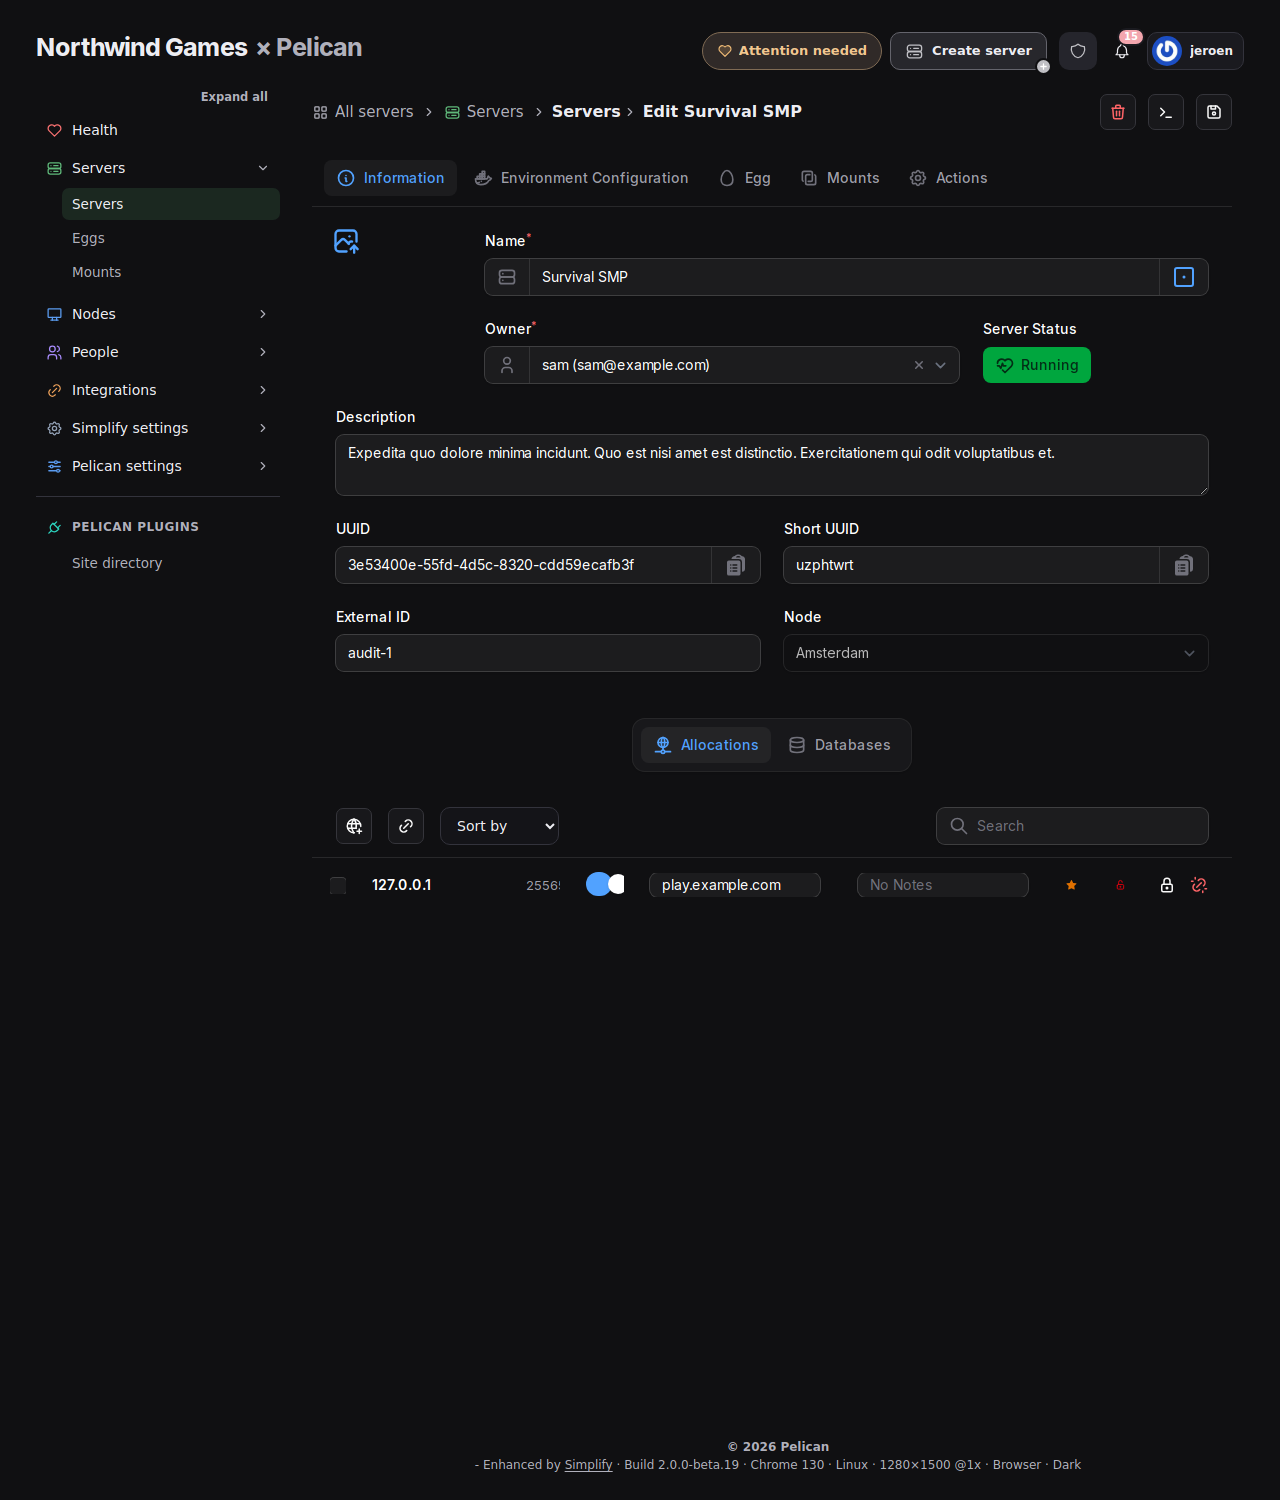 Northwind Games × Pelican
Attention needed
Create server
15
jeroen
Expand all
All servers > Servers > Servers > Edit Survival SMP
Health
Servers
Servers
Eggs
Mounts
Nodes
People
Integrations
Simplify settings
Pelican settings
PELICAN PLUGINS
Site directory
Information
Environment Configuration
Egg
Mounts
Actions
Name*
Survival SMP
Owner*
Server Status
sam (sam@example.com)
Running
Description
Expedita quo dolore minima incidunt. Quo est nisi amet est distinctio. Exercitationem qui odit voluptatibus et.
UUID
Short UUID
3e53400e-55fd-4d5c-8320-cdd59ecafb3f
uzphtwrt
External ID
Node
audit-1
Amsterdam
Allocations
Databases
Sort by
Search
127.0.0.1
play.example.com
No Notes
© 2026 Pelican
- Enhanced by Simplify · Build 2.0.0-beta.19 · Chrome 130 · Linux · 1280×1500 @1x · Browser · Dark